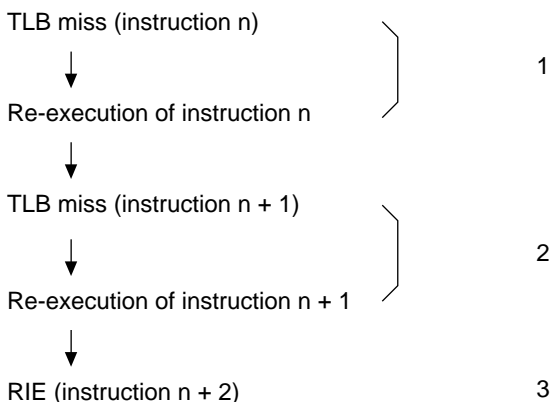 TLB miss (instruction n)
1
Re-execution of instruction n
TLB miss (instruction n + 1)
2
Re-execution of instruction n + 1
RIE (instruction n + 2)
3